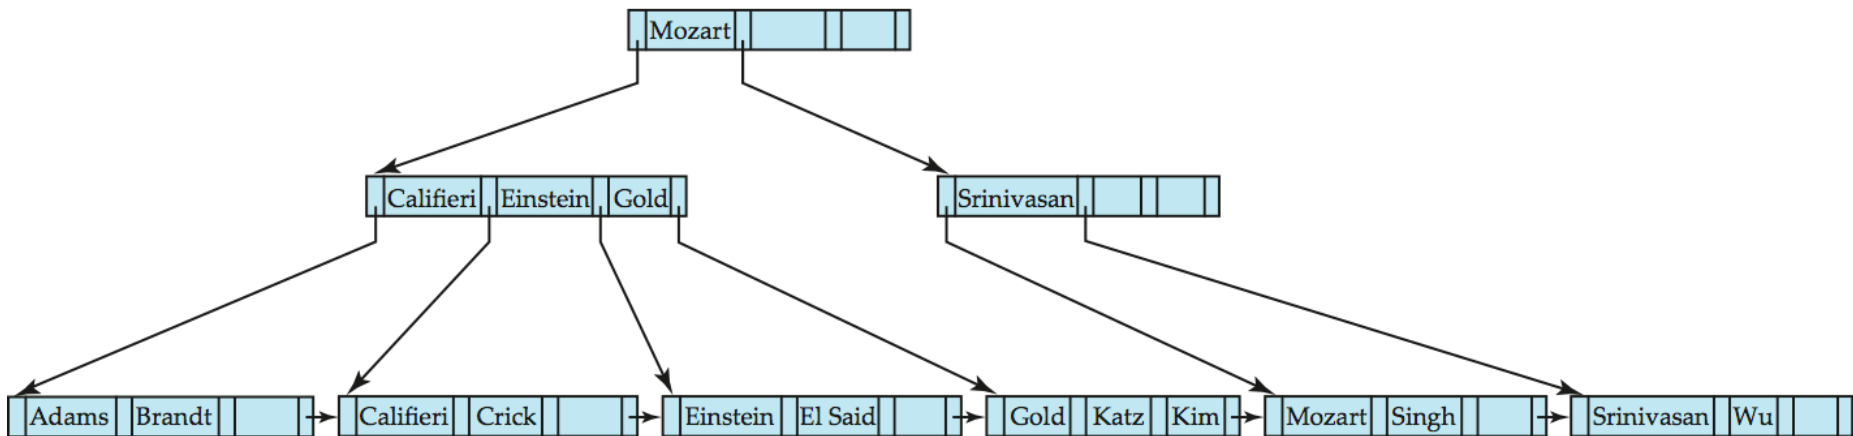 Mozart
Califieri Einstein Gold Srinivasan
Adams Brandt Califieri Crick Einstein El Said Gold Katz Kim Mozart Singh Srinivasan Wu